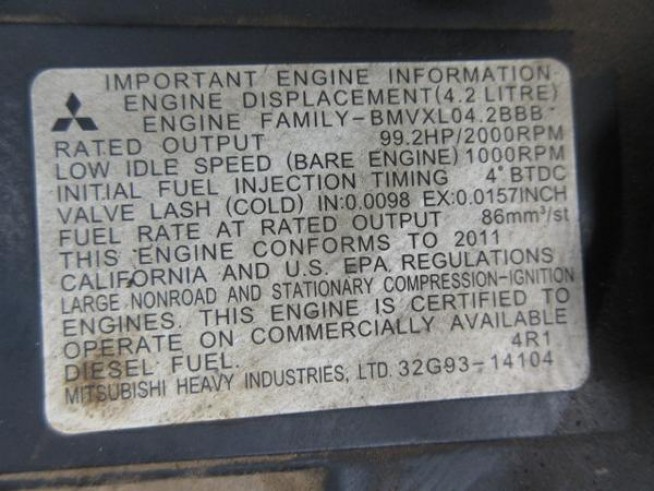 IMPORTANT ENGINE INFORMATION
ENGINE DISPLACEMENT(4.2 LITRE)
ENGINE FAMILY-BMVXL04.2BBB
RATED OUTPUT 99.2HP/2000RPM
LOW IDLE SPEED (BARE ENGINE) 1000RPM
INITIAL FUEL INJECTION TIMING 4° BTDC
VALVE LASH (COLD) IN:0.0098 EX:0.0157INCH
FUEL RATE AT RATED OUTPUT 86mm³/st
THIS ENGINE CONFORMS TO 2011
CALIFORNIA AND U.S. EPA REGULATIONS
LARGE NONROAD AND STATIONARY COMPRESSION-IGNITION
ENGINES. THIS ENGINE IS CERTIFIED TO
OPERATE ON COMMERCIALLY AVAILABLE
DIESEL FUEL. 4R1
MITSUBISHI HEAVY INDUSTRIES, LTD. 32G93-14104